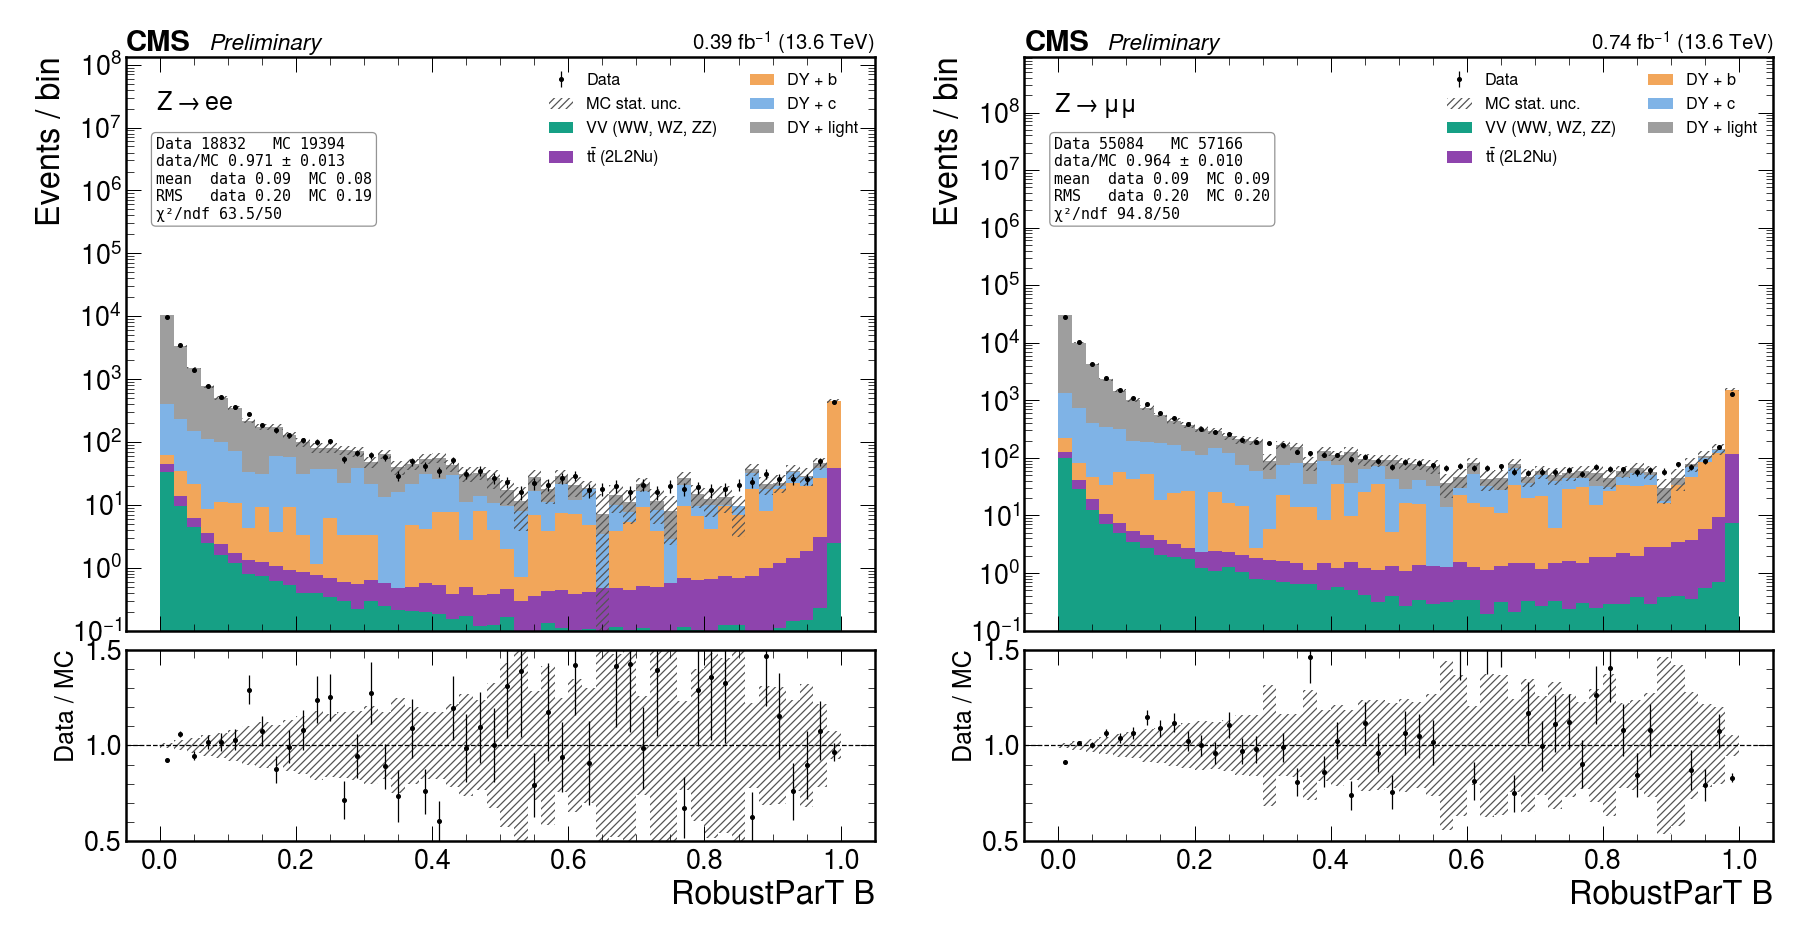 CMS Preliminary 0.39 fb⁻¹ (13.6 TeV)
Events / bin
10⁸
10⁷
10⁶
10⁵
10⁴
10³
10²
10¹
10⁰
10⁻¹
Z → ee
Data 18832 MC 19394
data/MC 0.971 ± 0.013
mean data 0.09 MC 0.08
RMS data 0.20 MC 0.19
χ²/ndf 63.5/50
Data
MC stat. unc.
VV (WW, WZ, ZZ)
tt̄ (2L2Nu)
DY + b
DY + c
DY + light
Data / MC
1.5
1.0
0.5
0.0 0.2 0.4 0.6 0.8 1.0
RobustParT B
CMS Preliminary 0.74 fb⁻¹ (13.6 TeV)
Events / bin
10⁸
10⁷
10⁶
10⁵
10⁴
10³
10²
10¹
10⁰
10⁻¹
Z → μμ
Data 55084 MC 57166
data/MC 0.964 ± 0.010
mean data 0.09 MC 0.09
RMS data 0.20 MC 0.20
χ²/ndf 94.8/50
Data
MC stat. unc.
VV (WW, WZ, ZZ)
tt̄ (2L2Nu)
DY + b
DY + c
DY + light
Data / MC
1.5
1.0
0.5
0.0 0.2 0.4 0.6 0.8 1.0
RobustParT B